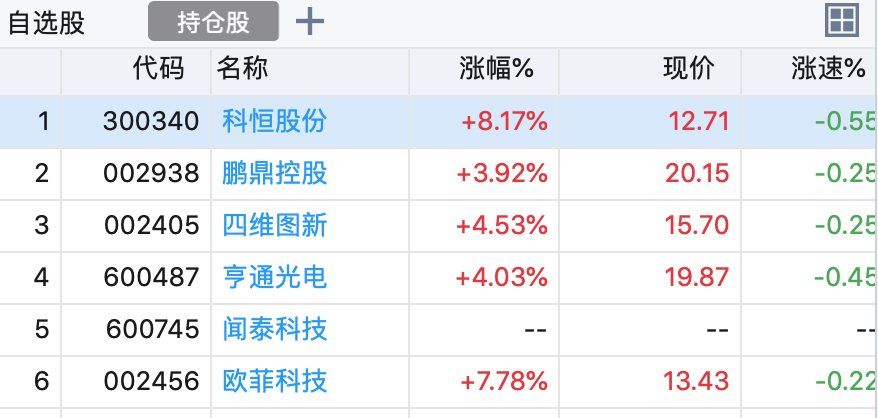 自选股 持仓股
代码 名称 涨幅% 现价 涨速%
1 300340 科恒股份 +8.17% 12.71 -0.55
2 002938 鹏鼎控股 +3.92% 20.15 -0.25
3 002405 四维图新 +4.53% 15.70 -0.25
4 600487 亨通光电 +4.03% 19.87 -0.45
5 600745 闻泰科技 -- -- --
6 002456 欧菲科技 +7.78% 13.43 -0.22